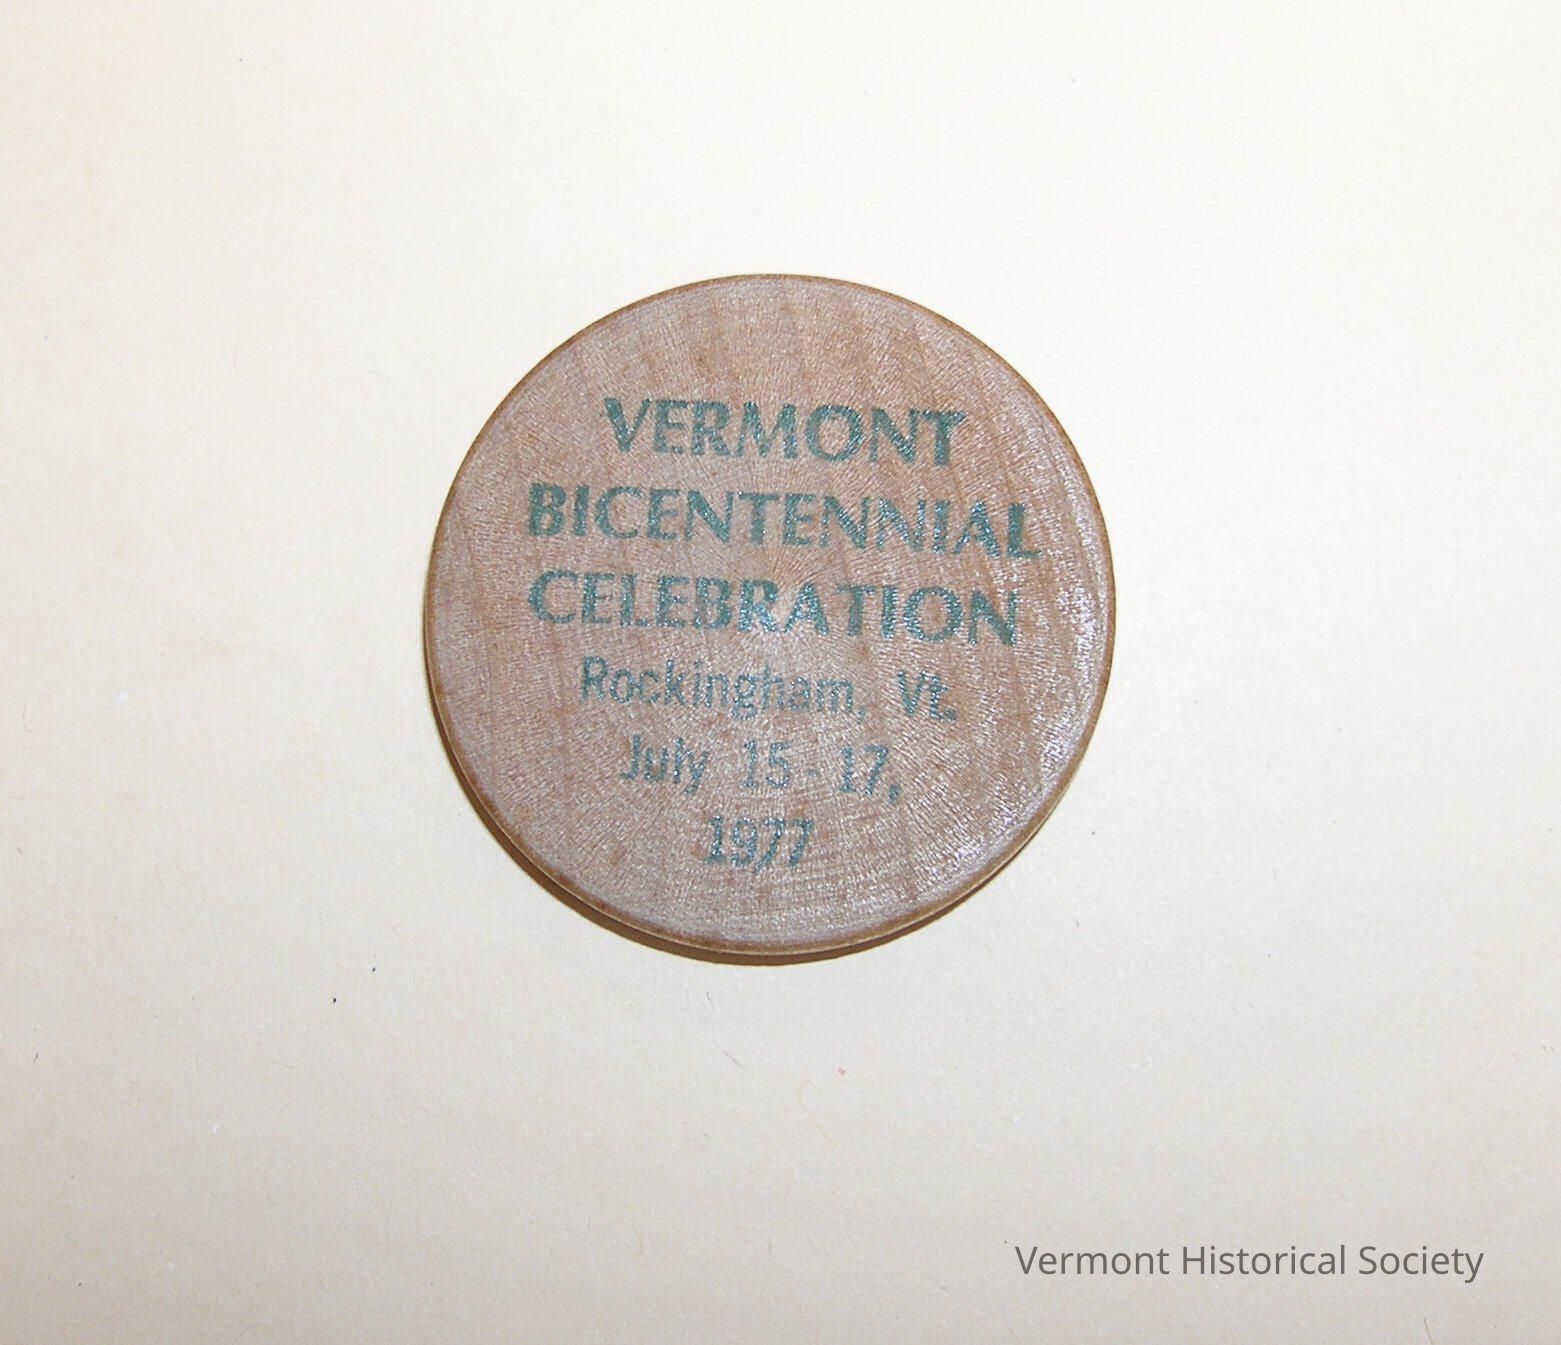 VERMONT
BICENTENNIAL
CELEBRATION
Rockingham, Vt.
July 15-17,
1977
Vermont Historical Society